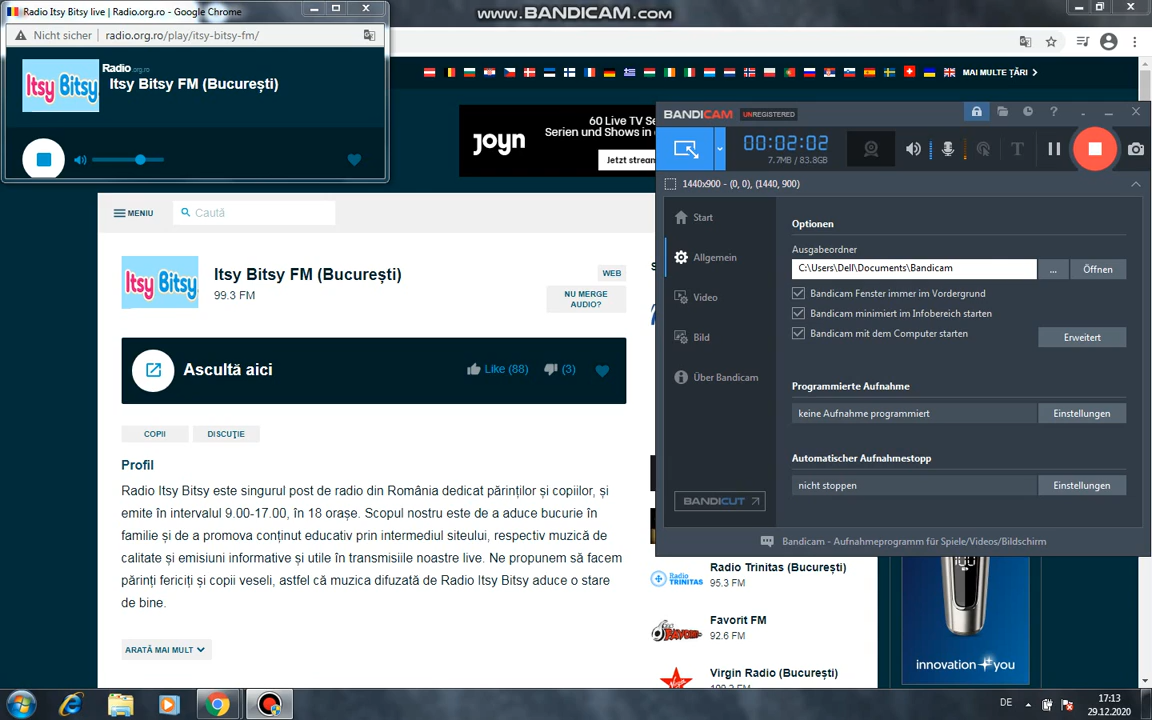 Radio Itsy Bitsy live | Radio.org.ro - Google Chrome
www.BANDICAM.com
Nicht sicher | radio.org.ro/play/itsy-bitsy-fm/
Itsy Bitsy
Radio.org.ro
Itsy Bitsy FM (București)
MAI MULTE ȚĂRI
joyn
60 Live TV Se
Serien und Shows in
Jetzt stream
MENIU
Caută
Itsy Bitsy
Itsy Bitsy FM (București)
99.3 FM
WEB
NU MERGE
AUDIO?
Ascultă aici
Like (88)
(3)
COPII
DISCUȚIE
Profil
Radio Itsy Bitsy este singurul post de radio din România dedicat părinților și copiilor, și
emite în intervalul 9.00-17.00, în 18 orașe. Scopul nostru este de a aduce bucurie în
familie și de a promova conținut educativ prin intermediul siteului, respectiv muzică de
calitate și emisiuni informative și utile în transmisiile noastre live. Ne propunem să facem
părinți fericiți și copii veseli, astfel că muzica difuzată de Radio Itsy Bitsy aduce o stare
de bine.
ARATĂ MAI MULT
BANDICAM UNREGISTERED
00:02:02
7.7MB / 83.8GB
1440x900 - (0, 0), (1440, 900)
Start
Allgemein
Video
Bild
Über Bandicam
BANDICUT
Optionen
Ausgabeordner
C:\Users\Dell\Documents\Bandicam
...
Öffnen
Bandicam Fenster immer im Vordergrund
Bandicam minimiert im Infobereich starten
Bandicam mit dem Computer starten
Erweitert
Programmierte Aufnahme
keine Aufnahme programmiert
Einstellungen
Automatischer Aufnahmestopp
nicht stoppen
Einstellungen
Bandicam - Aufnahmeprogramm für Spiele/Videos/Bildschirm
Radio TRINITAS
Radio Trinitas (București)
95.3 FM
Favorit FM
92.6 FM
Virgin Radio (București)
innovation you
DE
17:13
29.12.2020